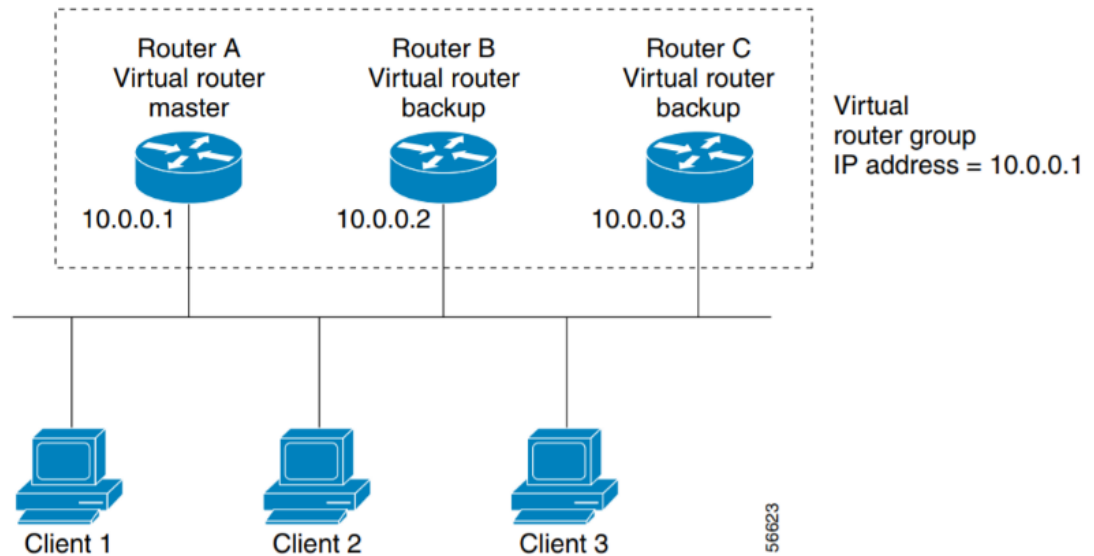 Router A
Virtual router
master
Router B
Virtual router
backup
Router C
Virtual router
backup
Virtual
router group
IP address = 10.0.0.1
10.0.0.1
10.0.0.2
10.0.0.3
Client 1
Client 2
Client 3
56623